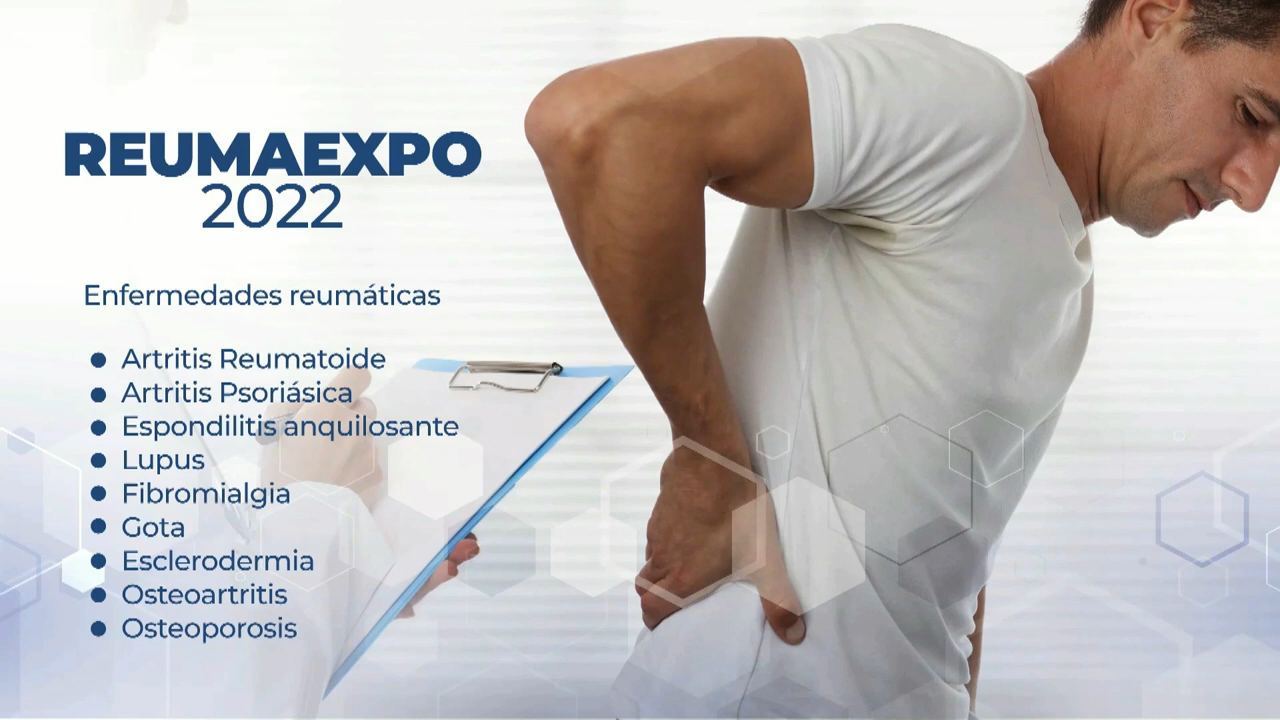 REUMAEXPO
2022
Enfermedades reumáticas
Artritis Reumatoide
Artritis Psoriásica
Espondilitis anquilosante
Lupus
Fibromialgia
Gota
Esclerodermia
Osteoartritis
Osteoporosis